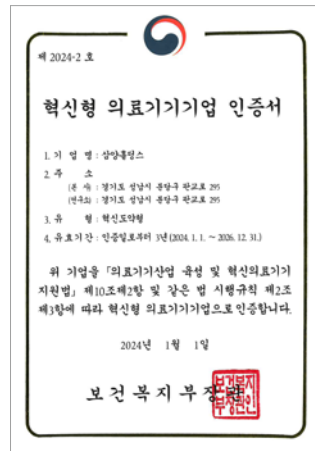 제 2024-2 호
혁신형 의료기기기업 인증서
1. 기 업 명 : 삼양홀딩스
2. 주 소
(본 사) : 경기도 성남시 분당구 판교로 295
(연구소) : 경기도 성남시 분당구 판교로 295
3. 유 형 : 혁신도약형
4. 유효기간 : 인증일로부터 3년(2024. 1. 1. ~ 2026. 12. 31.)
위 기업을 「의료기기산업 육성 및 혁신의료기기
지원법」 제10조제2항 및 같은 법 시행규칙 제2조
제3항에 따라 혁신형 의료기기기업으로 인증합니다.
2024년 1월 1일
보건복지부장관
보건복지
부장관인